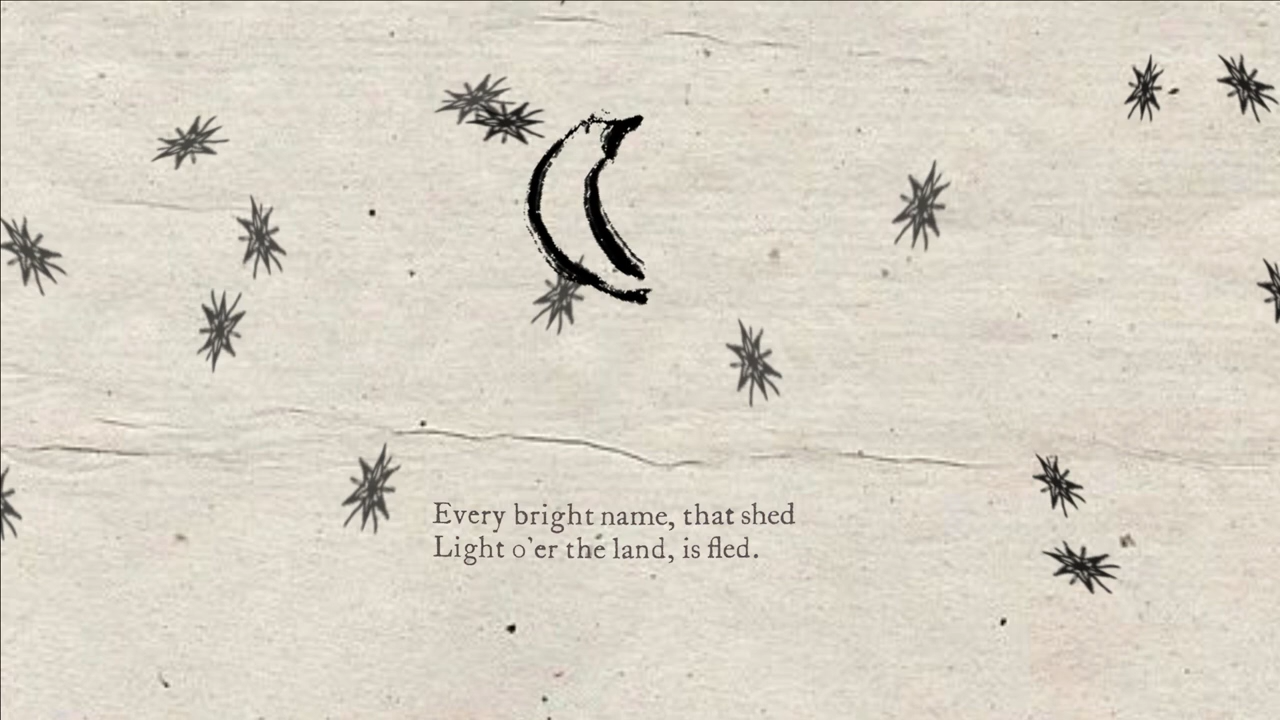 Every bright name, that shed
Light o'er the land, is fled.